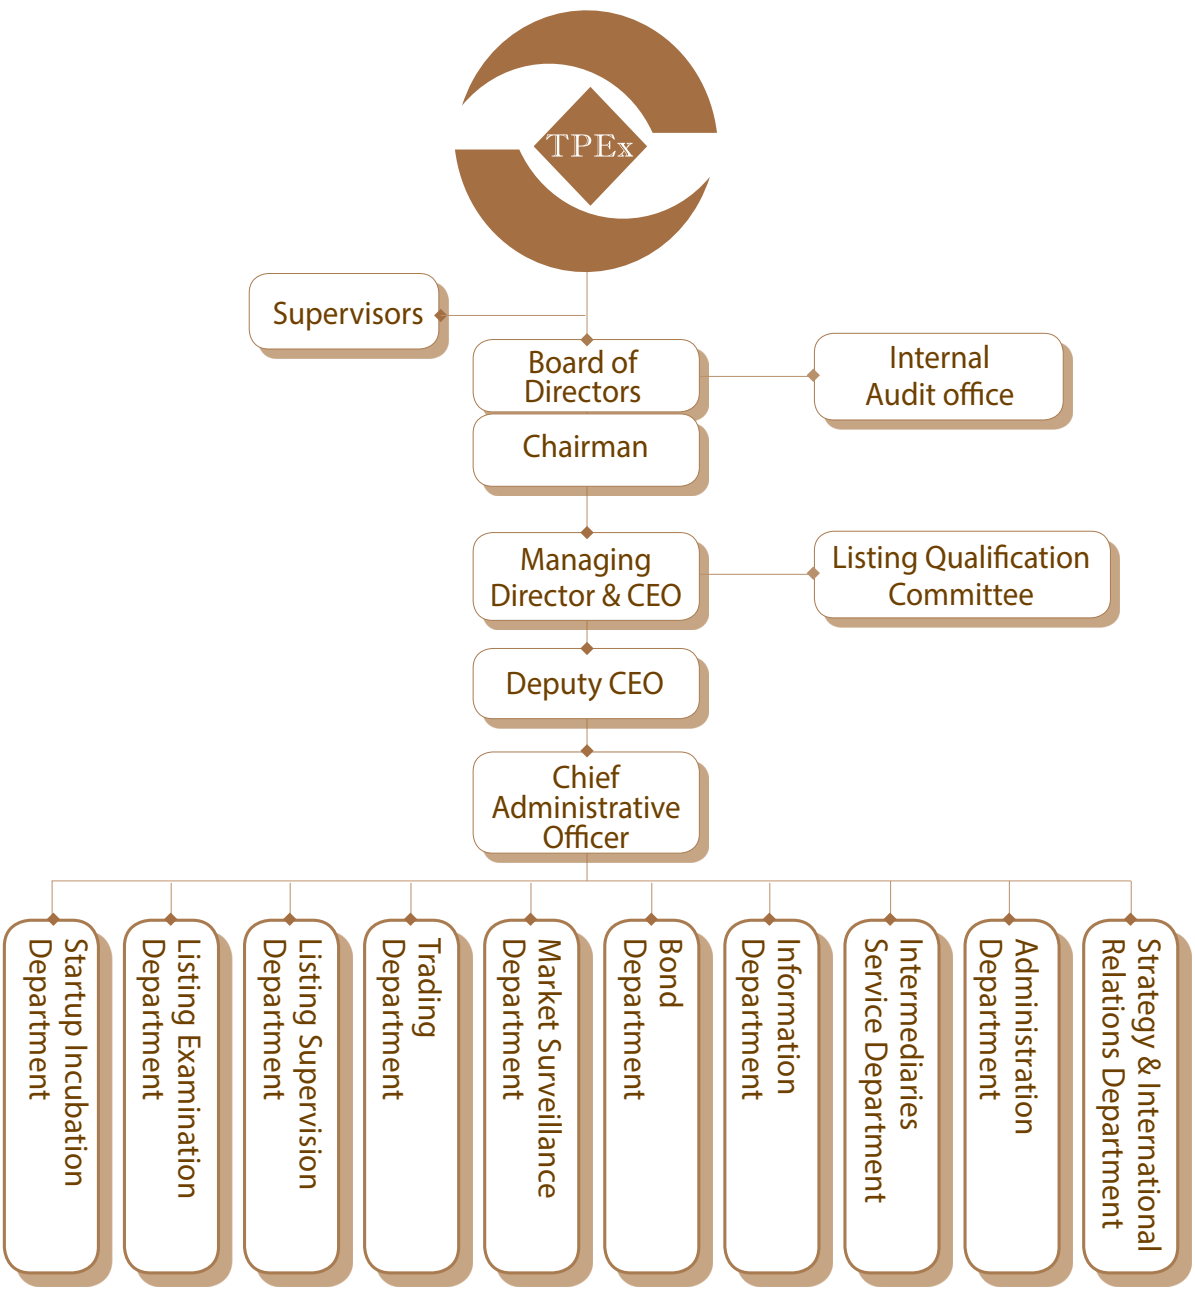 TPEx
Supervisors
Board of
Directors
Internal
Audit office
Chairman
Managing
Director & CEO
Listing Qualification
Committee
Deputy CEO
Chief
Administrative
Officer
Startup Incubation
Department
Listing Examination
Department
Listing Supervision
Department
Trading
Department
Market Surveillance
Department
Bond
Department
Information
Department
Intermediaries
Service Department
Administration
Department
Strategy & International
Relations Department